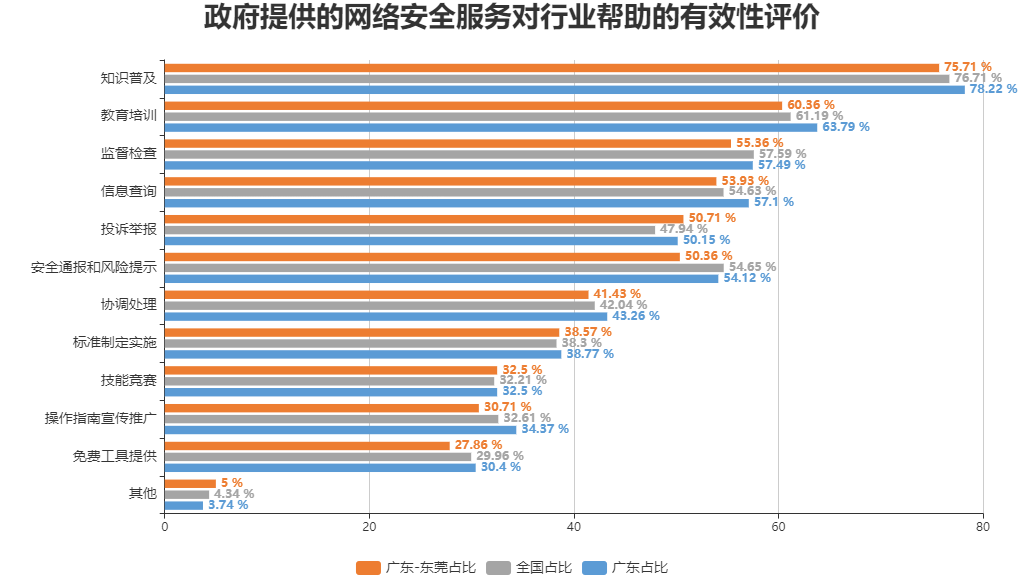 政府提供的网络安全服务对行业帮助的有效性评价
知识普及
75.71 %
76.71 %
78.22 %
教育培训
60.36 %
61.19 %
63.79 %
监督检查
55.36 %
57.59 %
57.49 %
信息查询
53.93 %
54.63 %
57.1 %
投诉举报
50.71 %
47.94 %
50.15 %
安全通报和风险提示
50.36 %
54.65 %
54.12 %
协调处理
41.43 %
42.04 %
43.26 %
标准制定实施
38.57 %
38.3 %
38.77 %
技能竞赛
32.5 %
32.21 %
32.5 %
操作指南宣传推广
30.71 %
32.61 %
34.37 %
免费工具提供
27.86 %
29.96 %
30.4 %
其他
5 %
4.34 %
3.74 %
0 20 40 60 80
广东-东莞占比 全国占比 广东占比